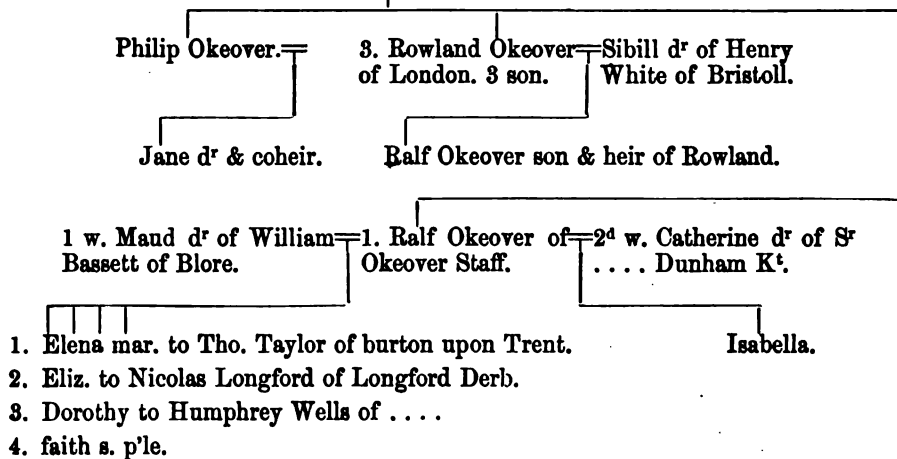 Philip Okeover.
3. Rowland Okeover
of London. 3 son.
Sibill dʳ of Henry
White of Bristoll.
Jane dʳ & coheir.
Ralf Okeover son & heir of Rowland.
1 w. Maud dʳ of William
Bassett of Blore.
1. Ralf Okeover of
Okeover Staff.
2ᵈ w. Catherine dʳ of Sʳ
. . . . Dunham Kᵗ.
1. Elena mar. to Tho. Taylor of burton upon Trent.
Isabella.
2. Eliz. to Nicolas Longford of Longford Derb.
3. Dorothy to Humphrey Wells of . . . .
4. faith s. p'le.